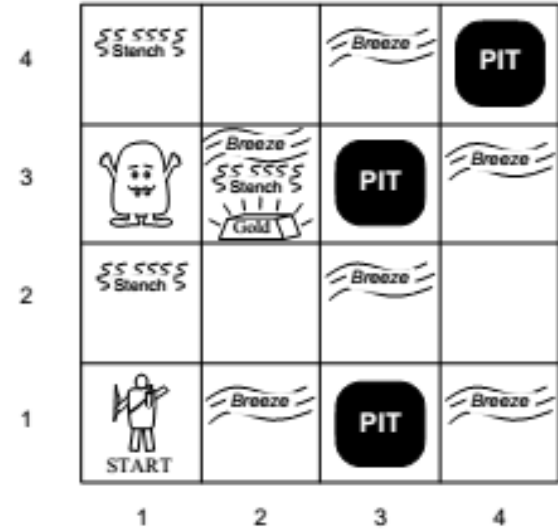 4
Stench
Breeze
PIT
3
Breeze
Stench
Gold
PIT
Breeze
2
Stench
Breeze
1
START
Breeze
PIT
Breeze
1 2 3 4